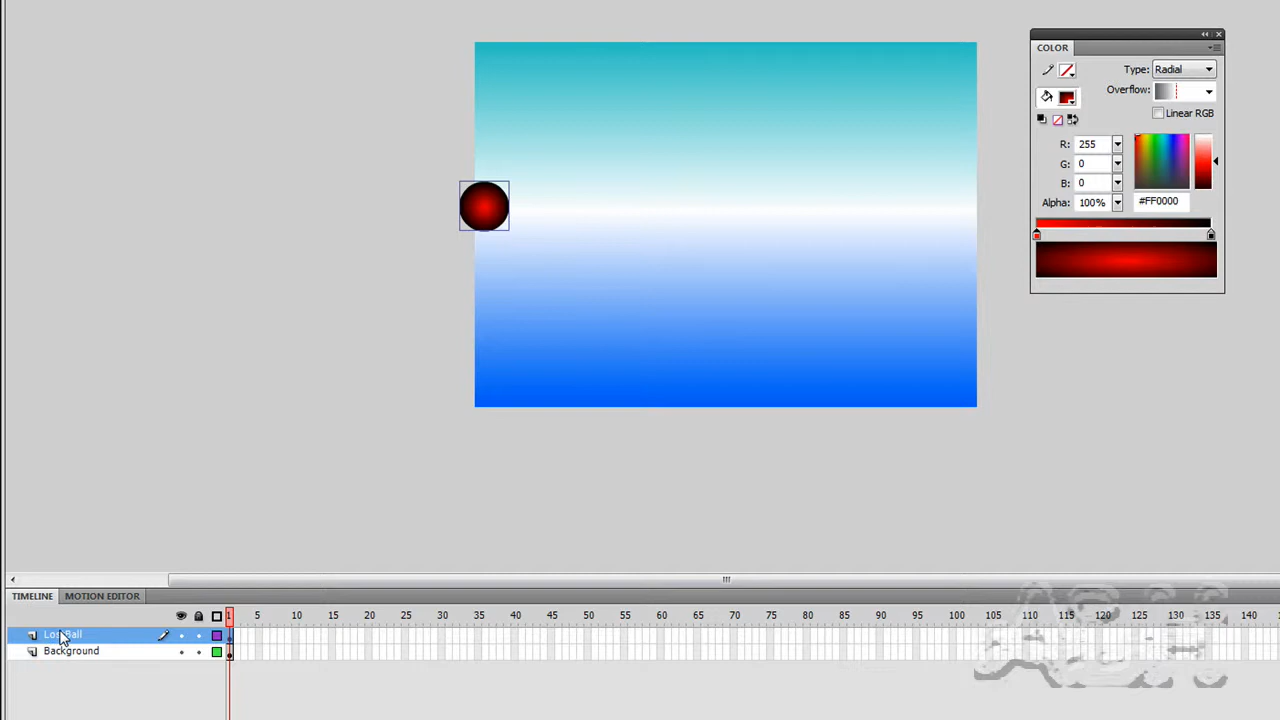 COLOR
Type: Radial
Overflow:
Linear RGB
R: 255
G: 0
B: 0
Alpha: 100% #FF0000
TIMELINE MOTION EDITOR
1 5 10 15 20 25 30 35 40 45 50 55 60 65 70 75 80 85 90 95 100 105 110 115 120 125 130 135 140
Ball
Background